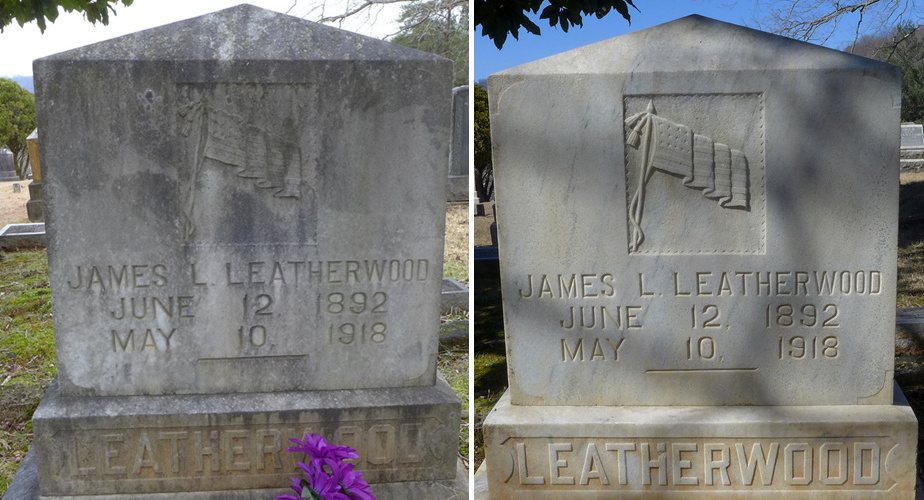 JAMES L. LEATHERWOOD
JUNE 12, 1892
MAY 10, 1918
LEATHERWOOD
JAMES L. LEATHERWOOD
JUNE 12, 1892
MAY 10, 1918
LEATHERWOOD